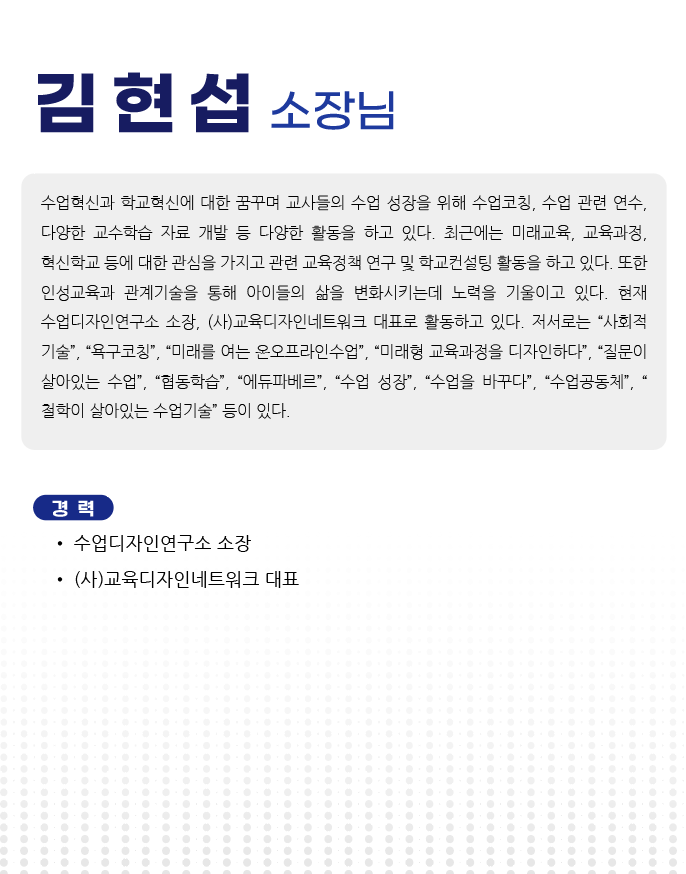 김현섭 소장님
수업혁신과 학교혁신에 대한 꿈꾸며 교사들의 수업 성장을 위해 수업코칭, 수업 관련 연수,
다양한 교수학습 자료 개발 등 다양한 활동을 하고 있다. 최근에는 미래교육, 교육과정,
혁신학교 등에 대한 관심을 가지고 관련 교육정책 연구 및 학교컨설팅 활동을 하고 있다. 또한
인성교육과 관계기술을 통해 아이들의 삶을 변화시키는데 노력을 기울이고 있다. 현재
수업디자인연구소 소장, (사)교육디자인네트워크 대표로 활동하고 있다. 저서로는 “사회적
기술”, “욕구코칭”, “미래를 여는 온오프라인수업”, “미래형 교육과정을 디자인하다”, “질문이
살아있는 수업”, “협동학습”, “에듀파베르”, “수업 성장”, “수업을 바꾸다”, “수업공동체”, “
철학이 살아있는 수업기술” 등이 있다.
경 력
• 수업디자인연구소 소장
• (사)교육디자인네트워크 대표